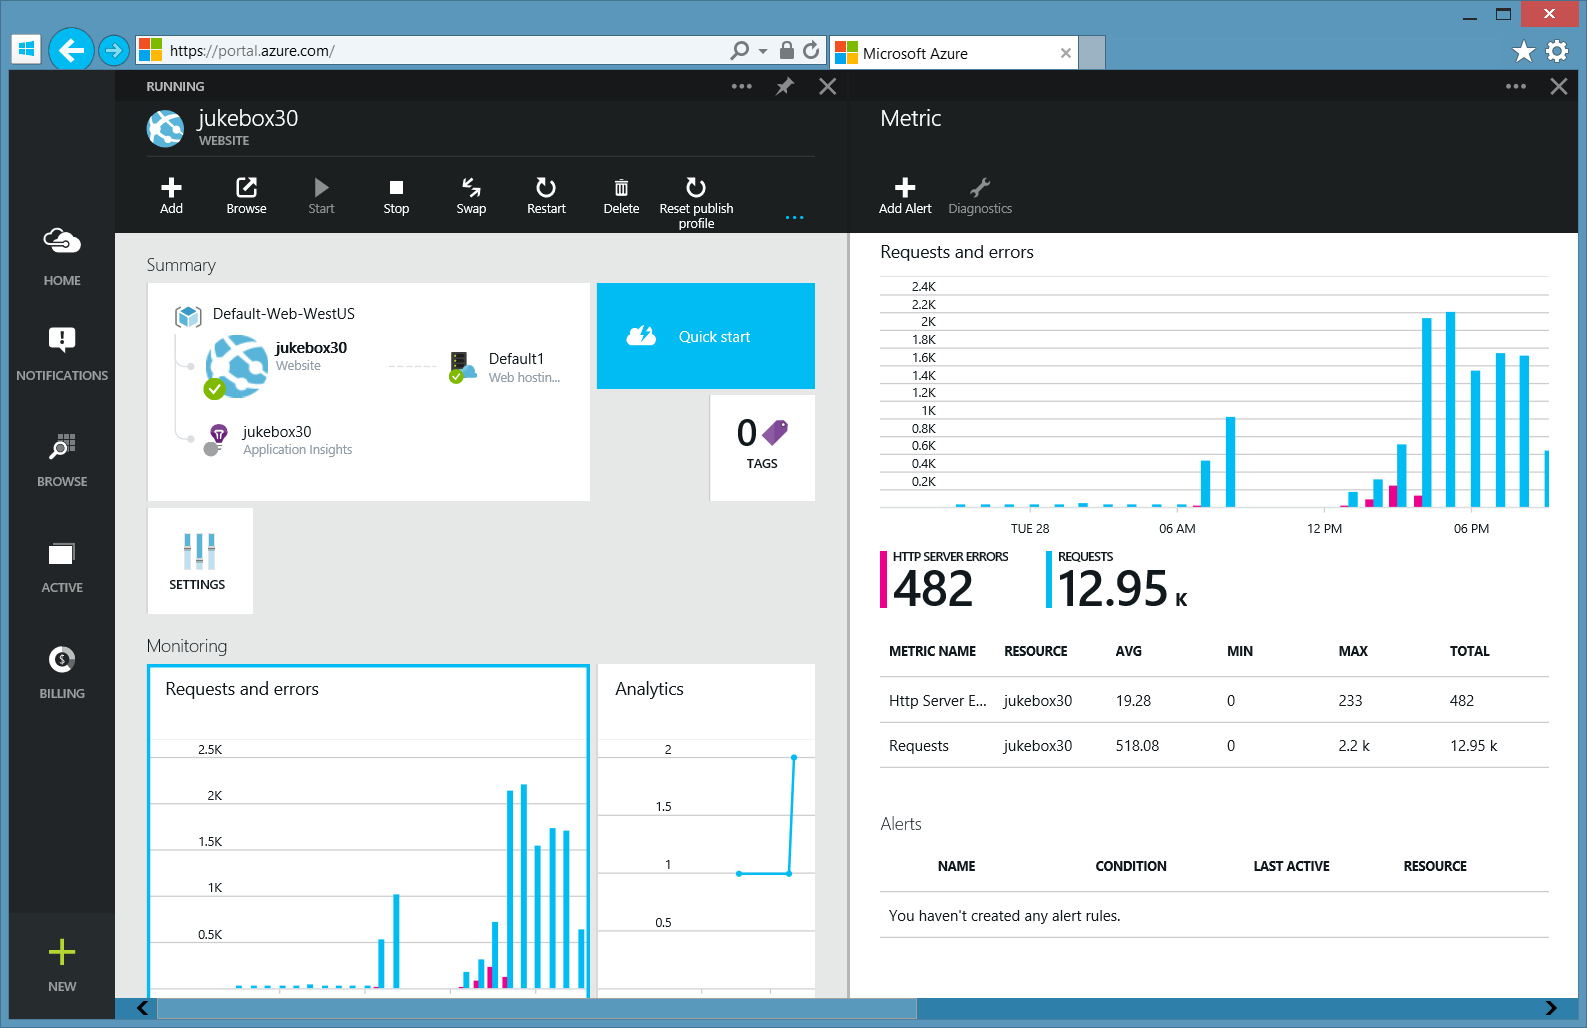 https://portal.azure.com/
Microsoft Azure
HOME
NOTIFICATIONS
BROWSE
ACTIVE
$
BILLING
NEW
RUNNING
jukebox30
WEBSITE
Add
Browse
Start
Stop
Swap
Restart
Delete
Reset publish
profile
Summary
Default-Web-WestUS
jukebox30
Website
Default1
Web hostin...
jukebox30
Application Insights
Quick start
0
TAGS
SETTINGS
Monitoring
Requests and errors
2.5K
2K
1.5K
1K
0.5K
Analytics
2
1.5
1
0.5
Metric
Add Alert
Diagnostics
Requests and errors
2.4K
2.2K
2K
1.8K
1.6K
1.4K
1.2K
1K
0.8K
0.6K
0.4K
0.2K
TUE 28 06 AM 12 PM 06 PM
HTTP SERVER ERRORS
482
REQUESTS
12.95 K
METRIC NAME RESOURCE AVG MIN MAX TOTAL
Http Server E... jukebox30 19.28 0 233 482
Requests jukebox30 518.08 0 2.2 k 12.95 k
Alerts
NAME CONDITION LAST ACTIVE RESOURCE
You haven't created any alert rules.